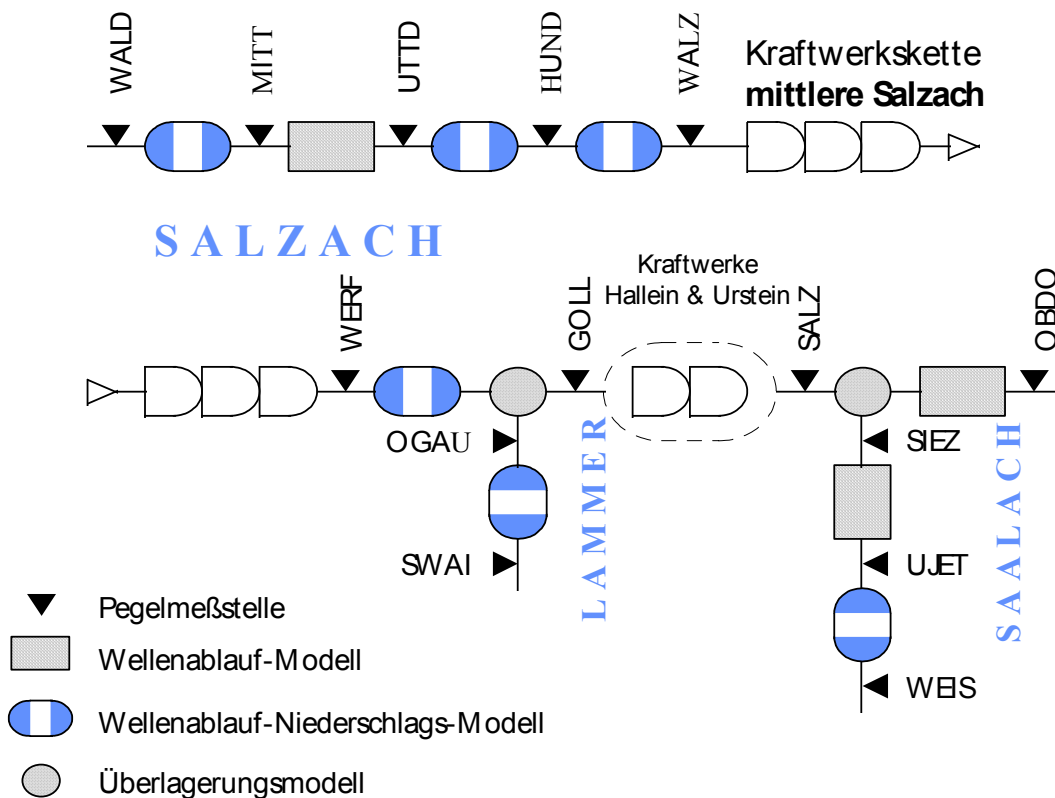 WALD
MITT
UTTD
HUND
WALZ
Kraftwerkskette
mittlere Salzach
SALZACH
WERF
GOLL
Kraftwerke
Hallein & Urstein
SALZ
OBDO
OGAU
SWAI
LAMMER
SIEZ
UJET
WEIS
SAALACH
Pegelmeßstelle
Wellenablauf-Modell
Wellenablauf-Niederschlags-Modell
Überlagerungsmodell